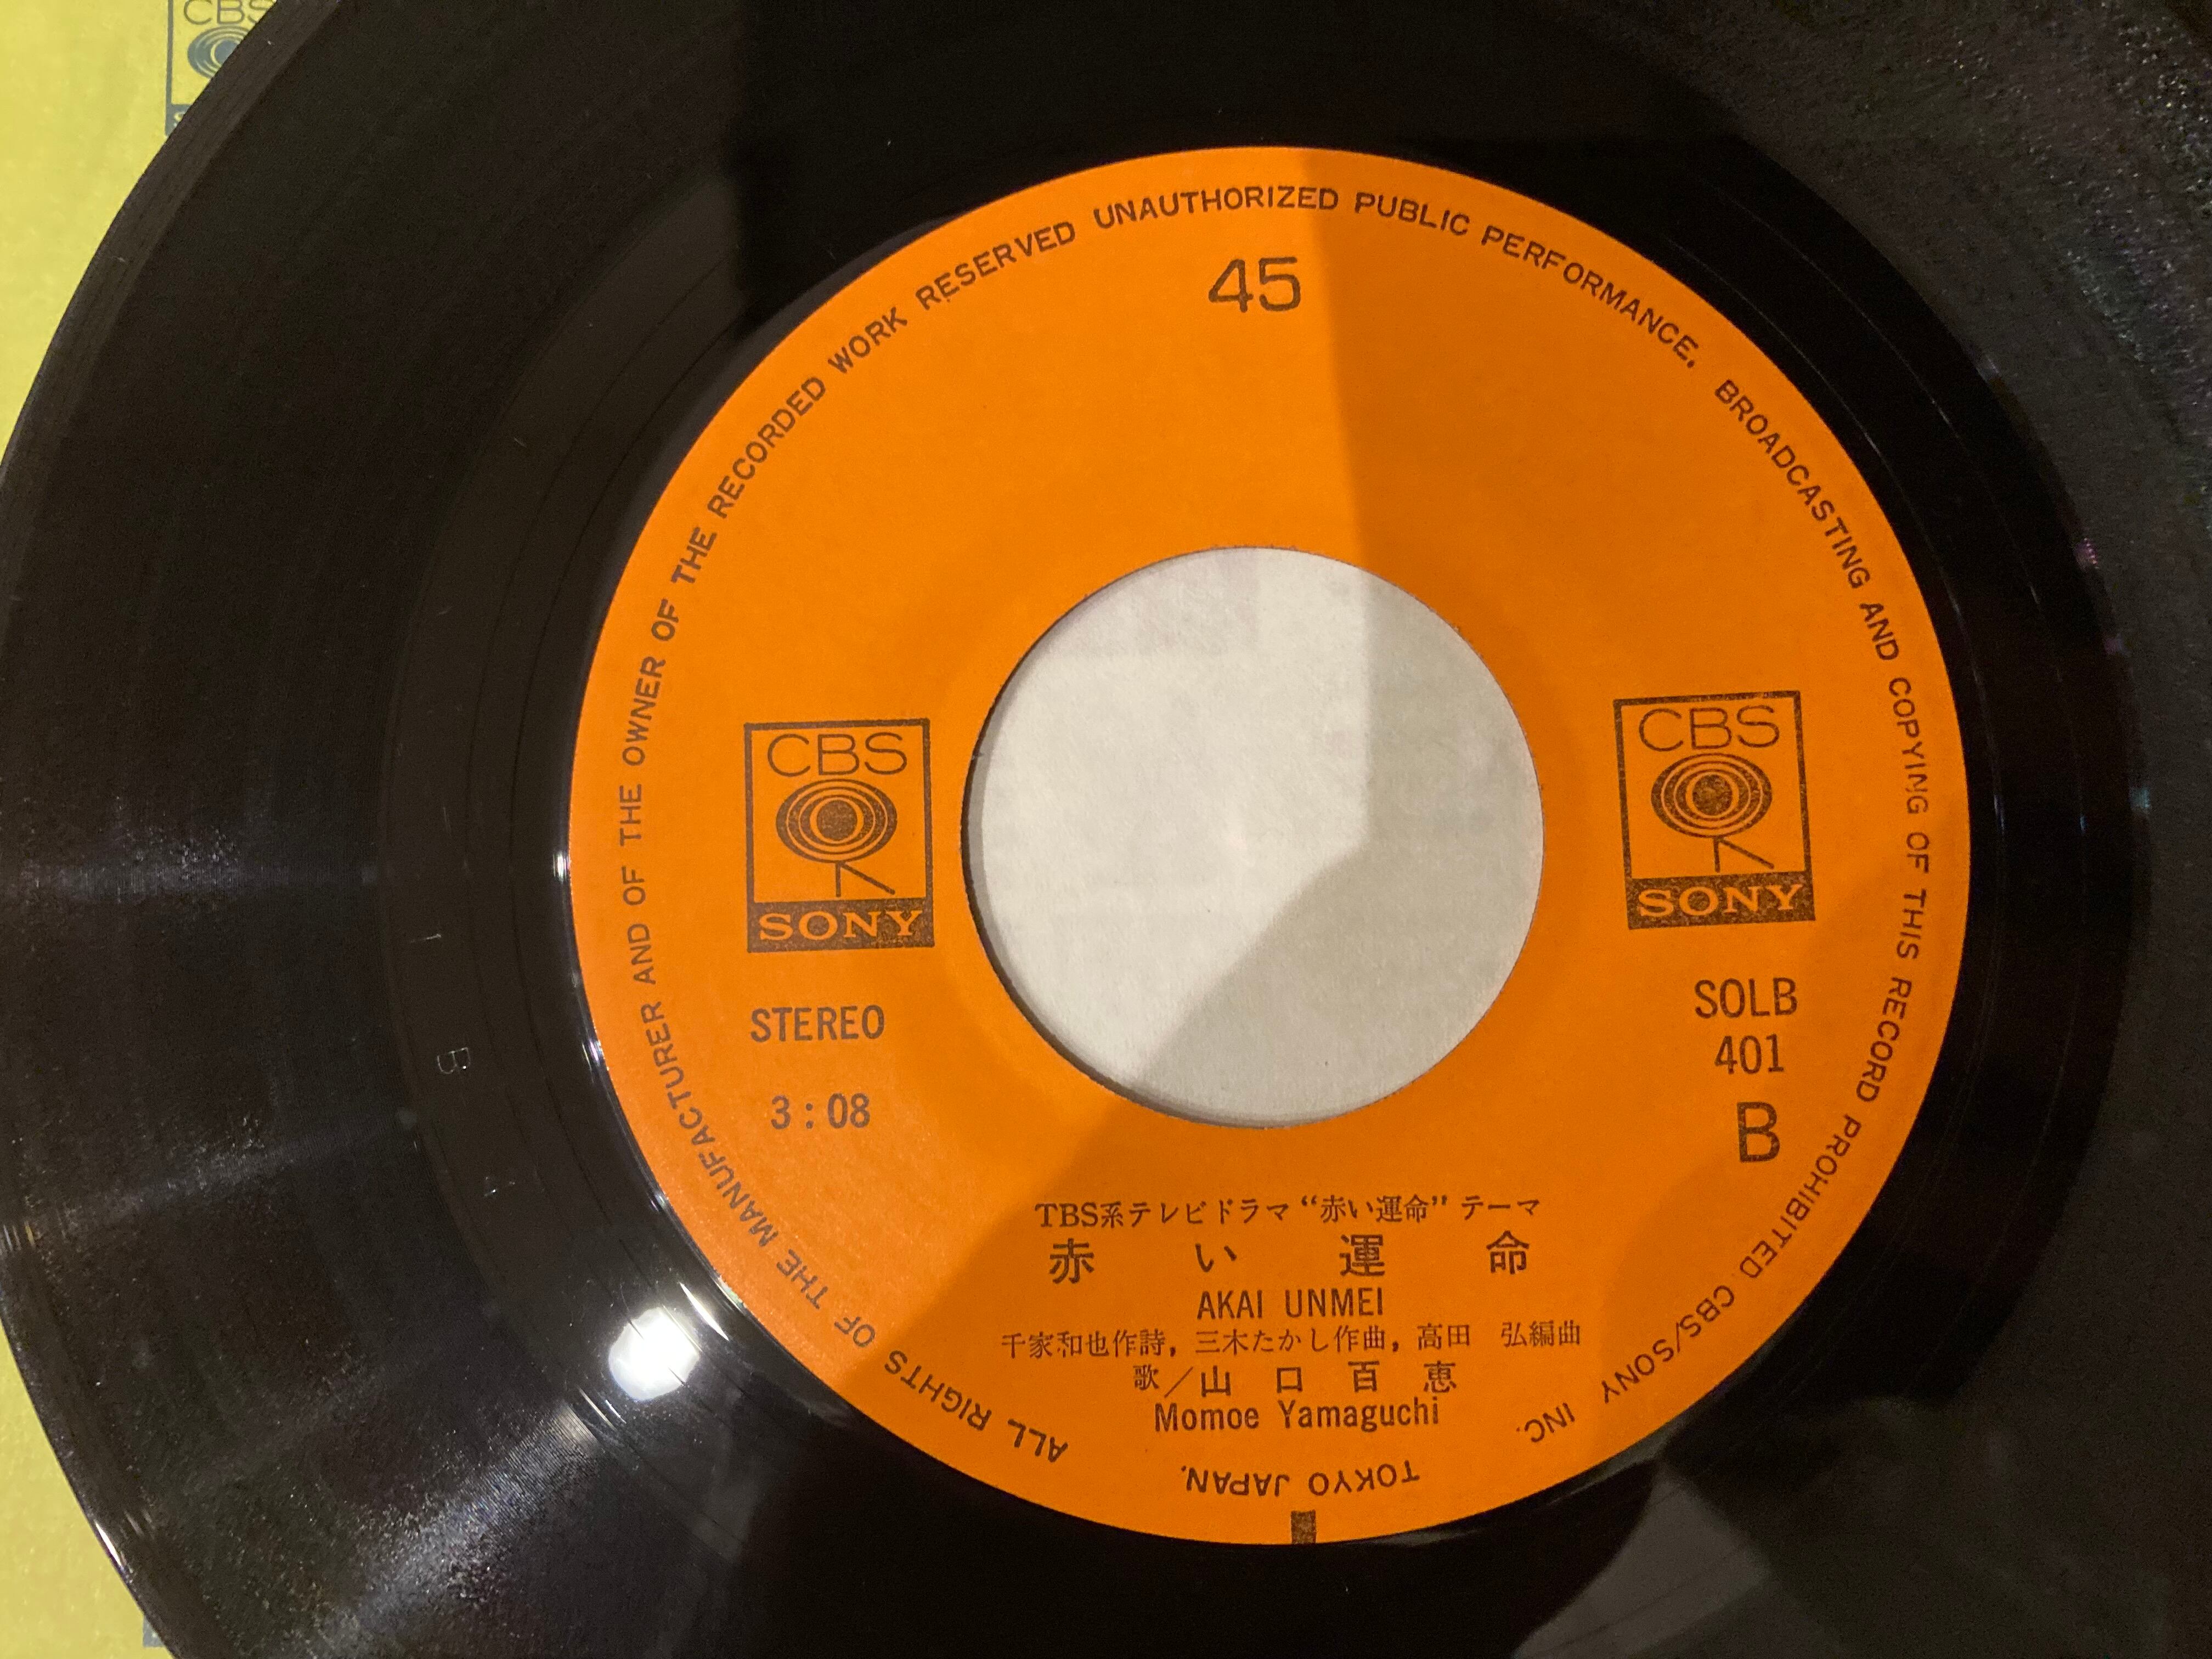 CBS
45
CBS
SONY
CBS
SONY
STEREO
3:08
SOLB
401
B
TBS系テレビドラマ“赤い運命”テーマ
赤い運命
AKAI UNMEI
千家和也作詩，三木たかし作曲，高田 弘編曲
歌／山口百恵
Momoe Yamaguchi
ALL RIGHTS OF THE MANUFACTURER AND OF THE OWNER OF THE RECORDED WORK RESERVED UNAUTHORIZED PUBLIC PERFORMANCE. BROADCASTING AND COPYING OF THIS RECORD PROHIBITED CBS/SONY INC.
TOKYO JAPAN.
B